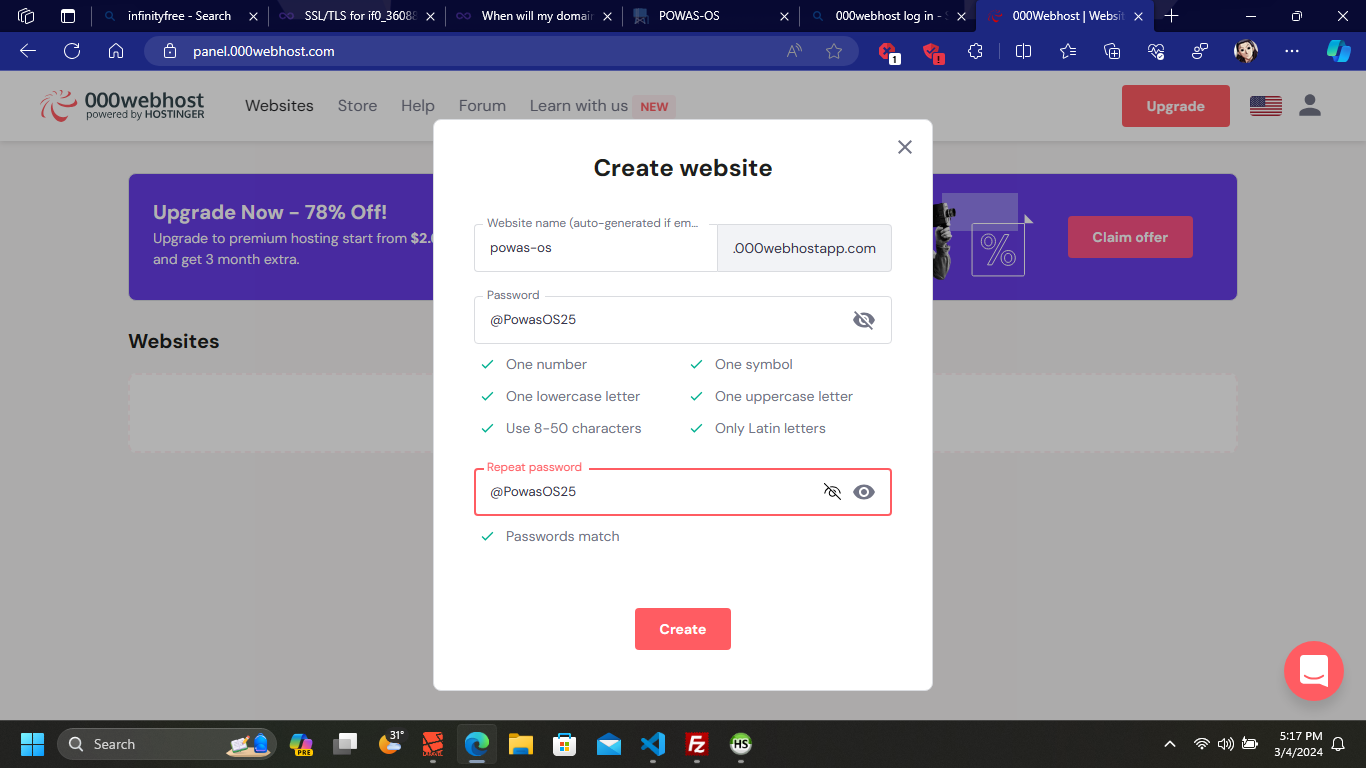 infinityfree - Search
SSL/TLS for if0_3608
When will my domain
POWAS-OS
000webhost log in - S
000Webhost | Websit
panel.000webhost.com
1
!
000webhost
powered by HOSTINGER
Websites
Store
Help
Forum
Learn with us NEW
Upgrade
Upgrade Now - 78% Off!
Upgrade to premium hosting start from $2.
and get 3 month extra.
%
Claim offer
Websites
Create website
Website name (auto-generated if em...
powas-os
.000webhostapp.com
Password
@PowasOS25
One number
One symbol
One lowercase letter
One uppercase letter
Use 8-50 characters
Only Latin letters
Repeat password
@PowasOS25
Passwords match
Create
Search
PRE
31°
Fz
HS
5:17 PM
3/4/2024